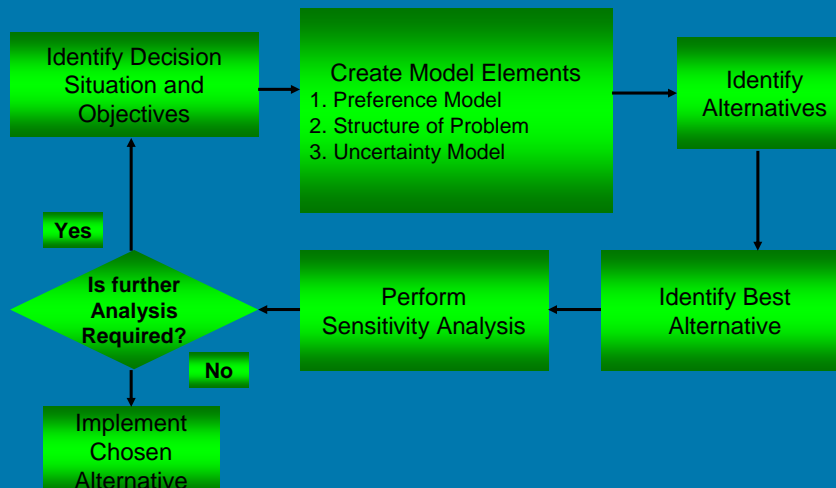 Identify Decision
Situation and
Objectives
Create Model Elements
1. Preference Model
2. Structure of Problem
3. Uncertainty Model
Identify
Alternatives
Identify Best
Alternative
Perform
Sensitivity Analysis
Is further
Analysis
Required?
Yes
No
Implement
Chosen
Alternative